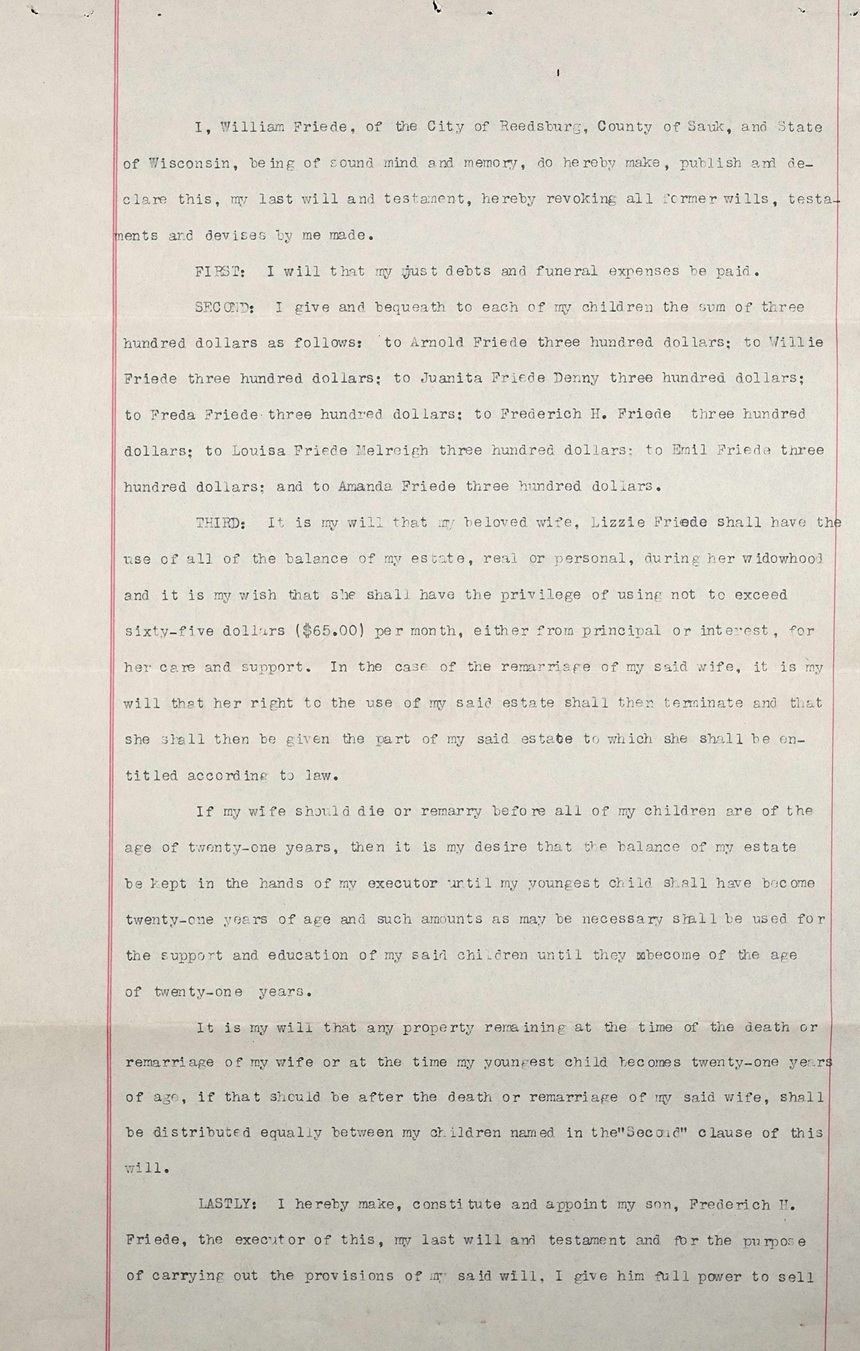 I, William Friede, of the City of Reedsburg, County of Sauk, and State
of Wisconsin, being of sound mind and memory, do hereby make, publish and de-
clare this, my last will and testament, hereby revoking all former wills, testa-
ments and devises by me made.
FIRST: I will that my just debts and funeral expenses be paid.
SECOND: I give and bequeath to each of my children the sum of three
hundred dollars as follows: to Arnold Friede three hundred dollars; to Willie
Friede three hundred dollars; to Juanita Friede Denny three hundred dollars;
to Freda Friede three hundred dollars; to Frederich H. Friede three hundred
dollars; to Louisa Friede Melreigh three hundred dollars; to Emil Friede three
hundred dollars; and to Amanda Friede three hundred dollars.
THIRD: It is my will that my beloved wife, Lizzie Friede shall have the
use of all of the balance of my estate, real or personal, during her widowhood
and it is my wish that she shall have the privilege of using not to exceed
sixty-five dollars ($65.00) per month, either from principal or interest, for
her care and support. In the case of the remarriage of my said wife, it is my
will that her right to the use of my said estate shall then terminate and that
she shall then be given the part of my said estate to which she shall be en-
titled according to law.
If my wife should die or remarry before all of my children are of the
age of twenty-one years, then it is my desire that the balance of my estate
be kept in the hands of my executor until my youngest child shall have become
twenty-one years of age and such amounts as may be necessary shall be used for
the support and education of my said children until they become of the age
of twenty-one years.
It is my will that any property remaining at the time of the death or
remarriage of my wife or at the time my youngest child becomes twenty-one years
of age, if that should be after the death or remarriage of my said wife, shall
be distributed equally between my children named in the"Second" clause of this
will.
LASTLY: I hereby make, constitute and appoint my son, Frederich H.
Friede, the executor of this, my last will and testament and for the purpose
of carrying out the provisions of my said will, I give him full power to sell